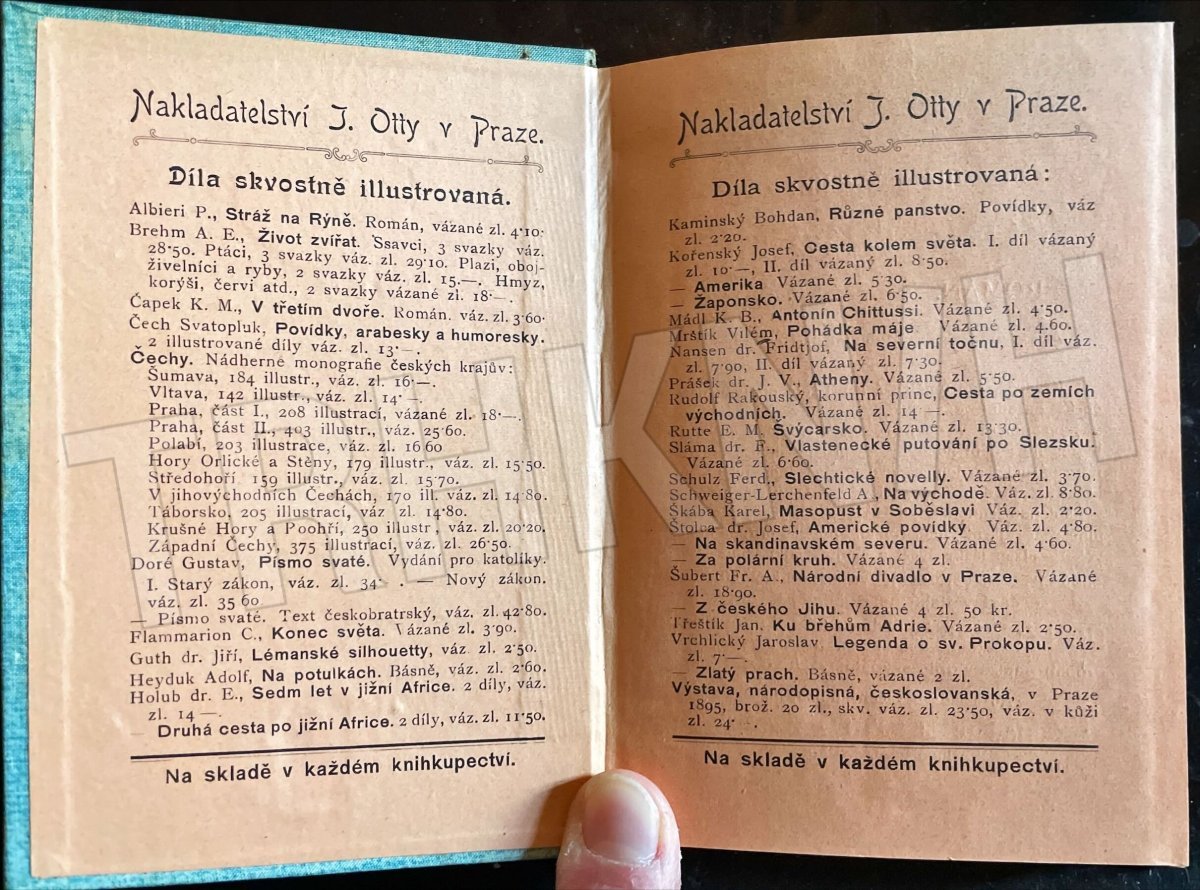 Nakladatelství J. Otty v Praze.
Díla skvostně illustrovaná.
Albieri P., Stráž na Rýně. Román, vázané zl. 4·10·
Brehm A. E., Život zvířat. Ssavci, 3 svazky váz.
28·50. Ptáci, 3 svazky váz. zl. 29·10. Plazi, oboj-
živelníci a ryby, 2 svazky váz. zl. 15.—. Hmyz,
korýši, červi atd., 2 svazky vázané zl. 18·—.
Čapek K. M., V třetím dvoře. Román. váz. zl. 3·60·
Čech Svatopluk, Povídky, arabesky a humoresky.
2 illustrované díly váz. zl. 13·—.
Čechy. Nádherné monografie českých krajův:
Šumava, 184 illustr., váz. zl. 16·—.
Vltava, 142 illustr., váz. zl. 14·—.
Praha, část I., 208 illustrací, vázané zl. 18·—.
Praha, část II., 403 illustr., váz. 25·60.
Polabí, 203 illustrace, váz. zl. 16 60
Hory Orlické a Stěny, 179 illustr., váz. zl. 15·50.
Středohoří. 159 illustr., váz. zl. 15·70.
V jihovýchodních Čechách, 170 ill. váz. zl. 14·80.
Táborsko, 205 illustrací, váz zl. 14·80.
Krušné Hory a Poohří, 250 illustr, váz. zl. 20·20.
Západní Čechy, 375 illustrací, váz. zl. 26·50.
Doré Gustav, Písmo svaté. Vydání pro katolíky.
I. Starý zákon, váz. zl. 34· . — Nový zákon.
váz. zl. 35 60
— Písmo svaté. Text českobratrský, váz. zl. 42·80.
Flammarion C., Konec světa. Vázané zl. 3·90.
Guth dr. Jiří, Lémanské silhouetty, váz. zl. 2·50.
Heyduk Adolf, Na potulkách. Básně, váz. zl. 2·60.
Holub dr. E., Sedm let v jižní Africe. 2 díly, váz.
zl. 14 —.
— Druhá cesta po jižní Africe. 2 díly, váz. zl. 11·50.
Na skladě v každém knihkupectví.
Nakladatelství J. Otty v Praze.
Díla skvostně illustrovaná:
Kaminský Bohdan, Různé panstvo. Povídky, váz
zl. 2·20.
Kořenský Josef, Cesta kolem světa. I. díl vázaný
zl. 10·—, II. díl vázaný zl. 8·50.
— Amerika Vázané zl. 5·30.
— Žaponsko. Vázané zl. 6·50.
Mádl K. B., Antonín Chittussi. Vázané zl. 4·50.
Mrštík Vilém, Pohádka máje. Vázané zl. 4.60.
Nansen dr. Fridtjof, Na severní točnu, I. díl váz.
zl. 7·90, II. díl vázaný zl. 7·30.
Prášek dr. J. V., Atheny. Vázané zl. 5·50.
Rudolf Rakouský, korunní princ, Cesta po zemích
východních. Vázané zl. 14 —.
Rutte E. M. Švýcarsko. Vázané zl. 13·30.
Sláma dr. F., Vlastenecké putování po Slezsku.
Vázané zl. 6·60.
Schulz Ferd., Šlechtické novelly. Vázané zl. 3·70.
Schweiger-Lerchenfeld A., Na východě. Váz. zl. 8·80.
Škába Karel, Masopust v Soběslavi Váz. zl. 2·20.
Štolba dr. Josef, Americké povídky. Váz. zl. 4·80.
— Na skandinavském severu. Vázané zl. 4·60.
— Za polární kruh. Vázané 4 zl.
Šubert Fr. A., Národní divadlo v Praze. Vázané
zl. 18·90.
— Z českého Jihu. Vázané 4 zl. 50 kr.
Třeštík Jan. Ku břehům Adrie. Vázané zl. 2·50.
Vrchlický Jaroslav Legenda o sv. Prokopu. Váz.
zl. 7·—.
— Zlatý prach. Básně, vázané 2 zl.
Výstava, národopisná, českoslovanská, v Praze
1895, brož. 20 zl., skv. váz. zl. 23·50, váz. v kůži
zl. 24·—.
Na skladě v každém knihkupectví.
TRHKNIH